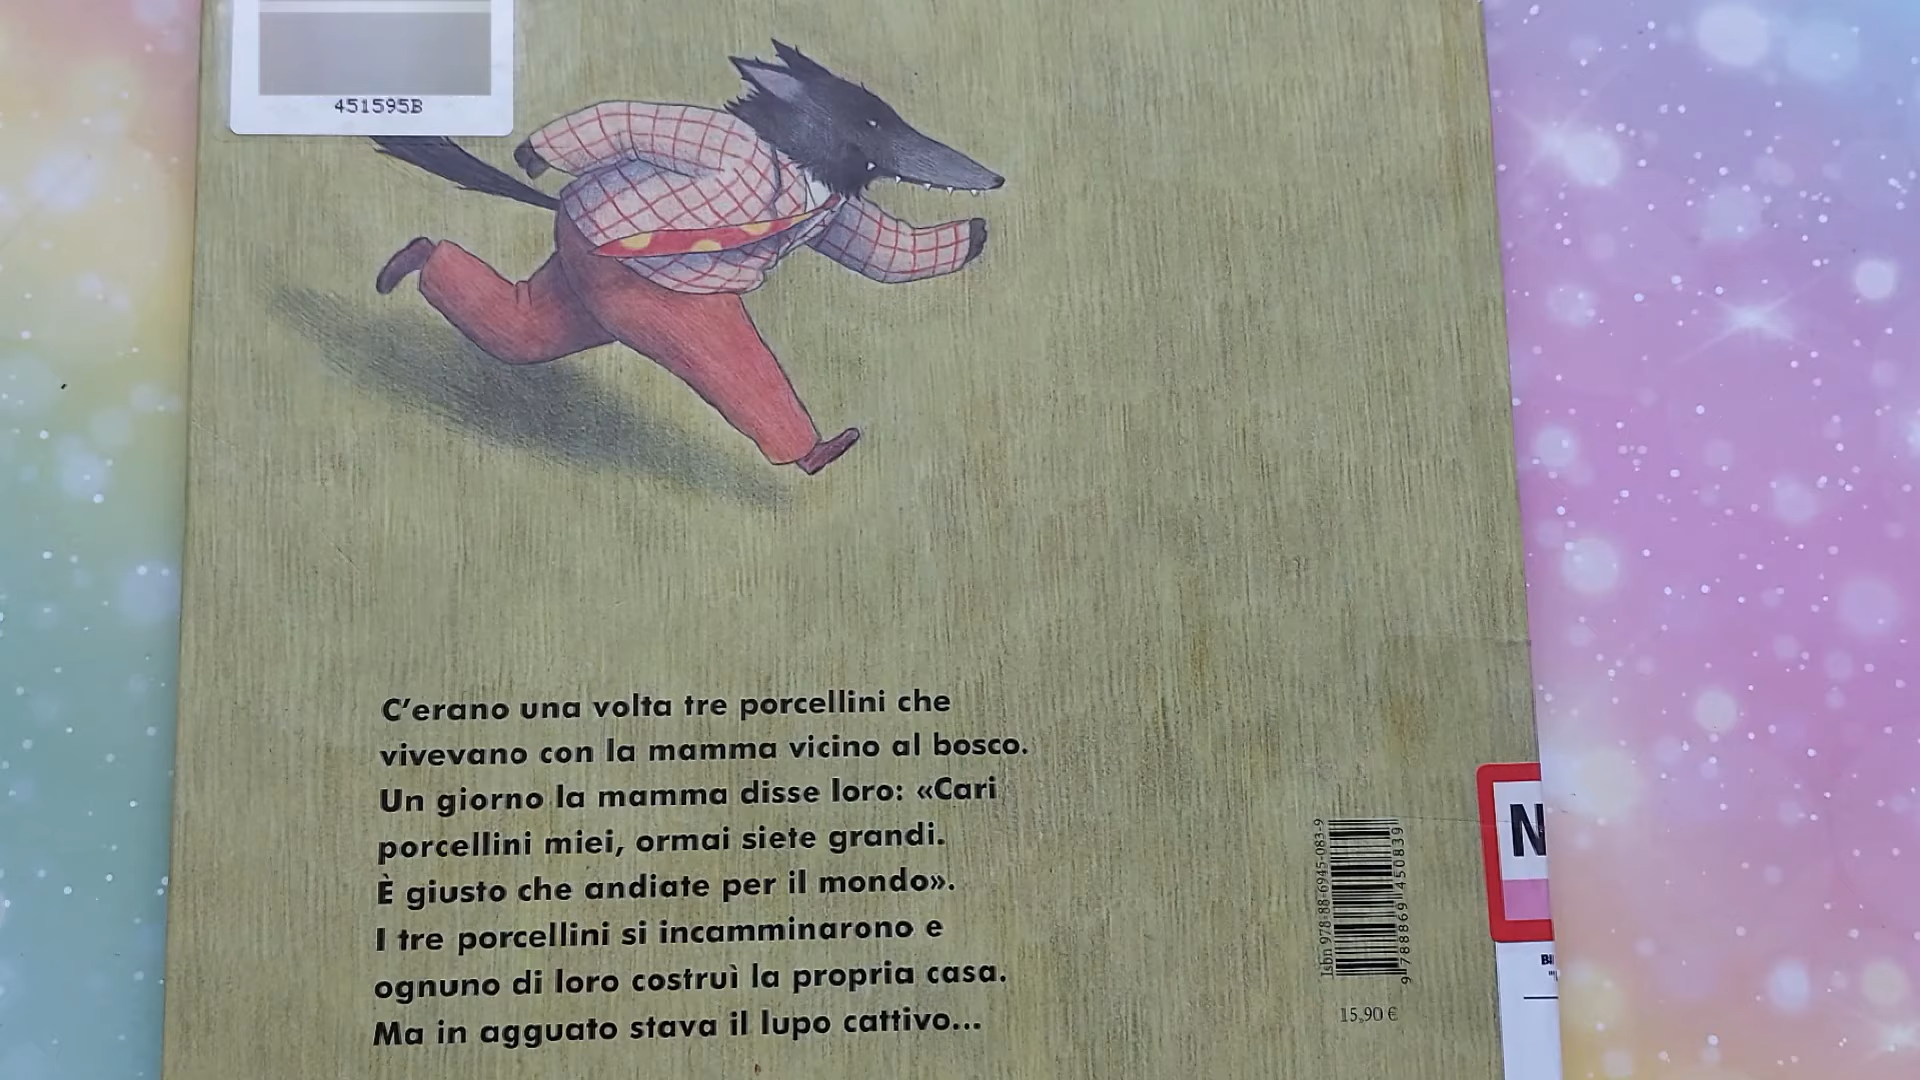 451595B
C’erano una volta tre porcellini che
vivevano con la mamma vicino al bosco.
Un giorno la mamma disse loro: «Cari
porcellini miei, ormai siete grandi.
È giusto che andiate per il mondo».
I tre porcellini si incamminarono e
ognuno di loro costruì la propria casa.
Ma in agguato stava il lupo cattivo...
Isbn 978-88-6945-083-9
9 788869 450839
15,90 €
N